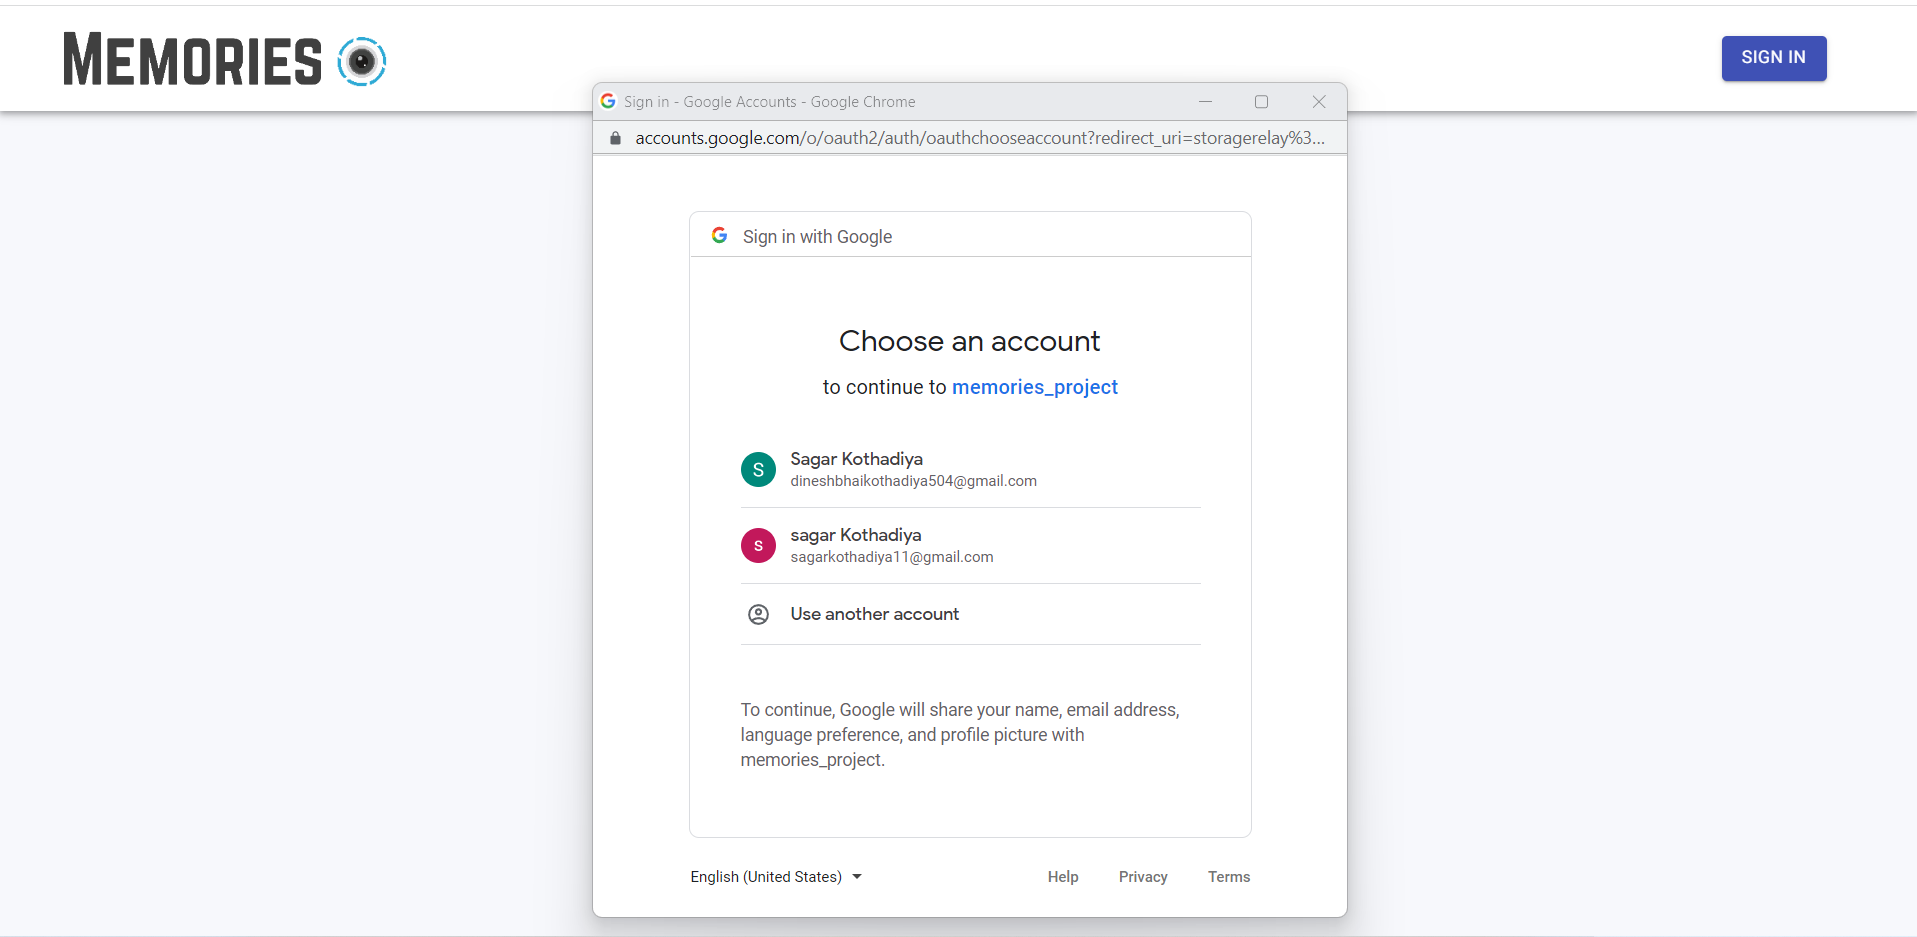 MEMORIES
SIGN IN
Sign in - Google Accounts - Google Chrome
accounts.google.com/o/oauth2/auth/oauthchooseaccount?redirect_uri=storagerelay%3...
Sign in with Google
Choose an account
to continue to memories_project
S
Sagar Kothadiya
dineshbhaikothadiya504@gmail.com
s
sagar Kothadiya
sagarkothadiya11@gmail.com
Use another account
To continue, Google will share your name, email address,
language preference, and profile picture with
memories_project.
English (United States)
Help
Privacy
Terms